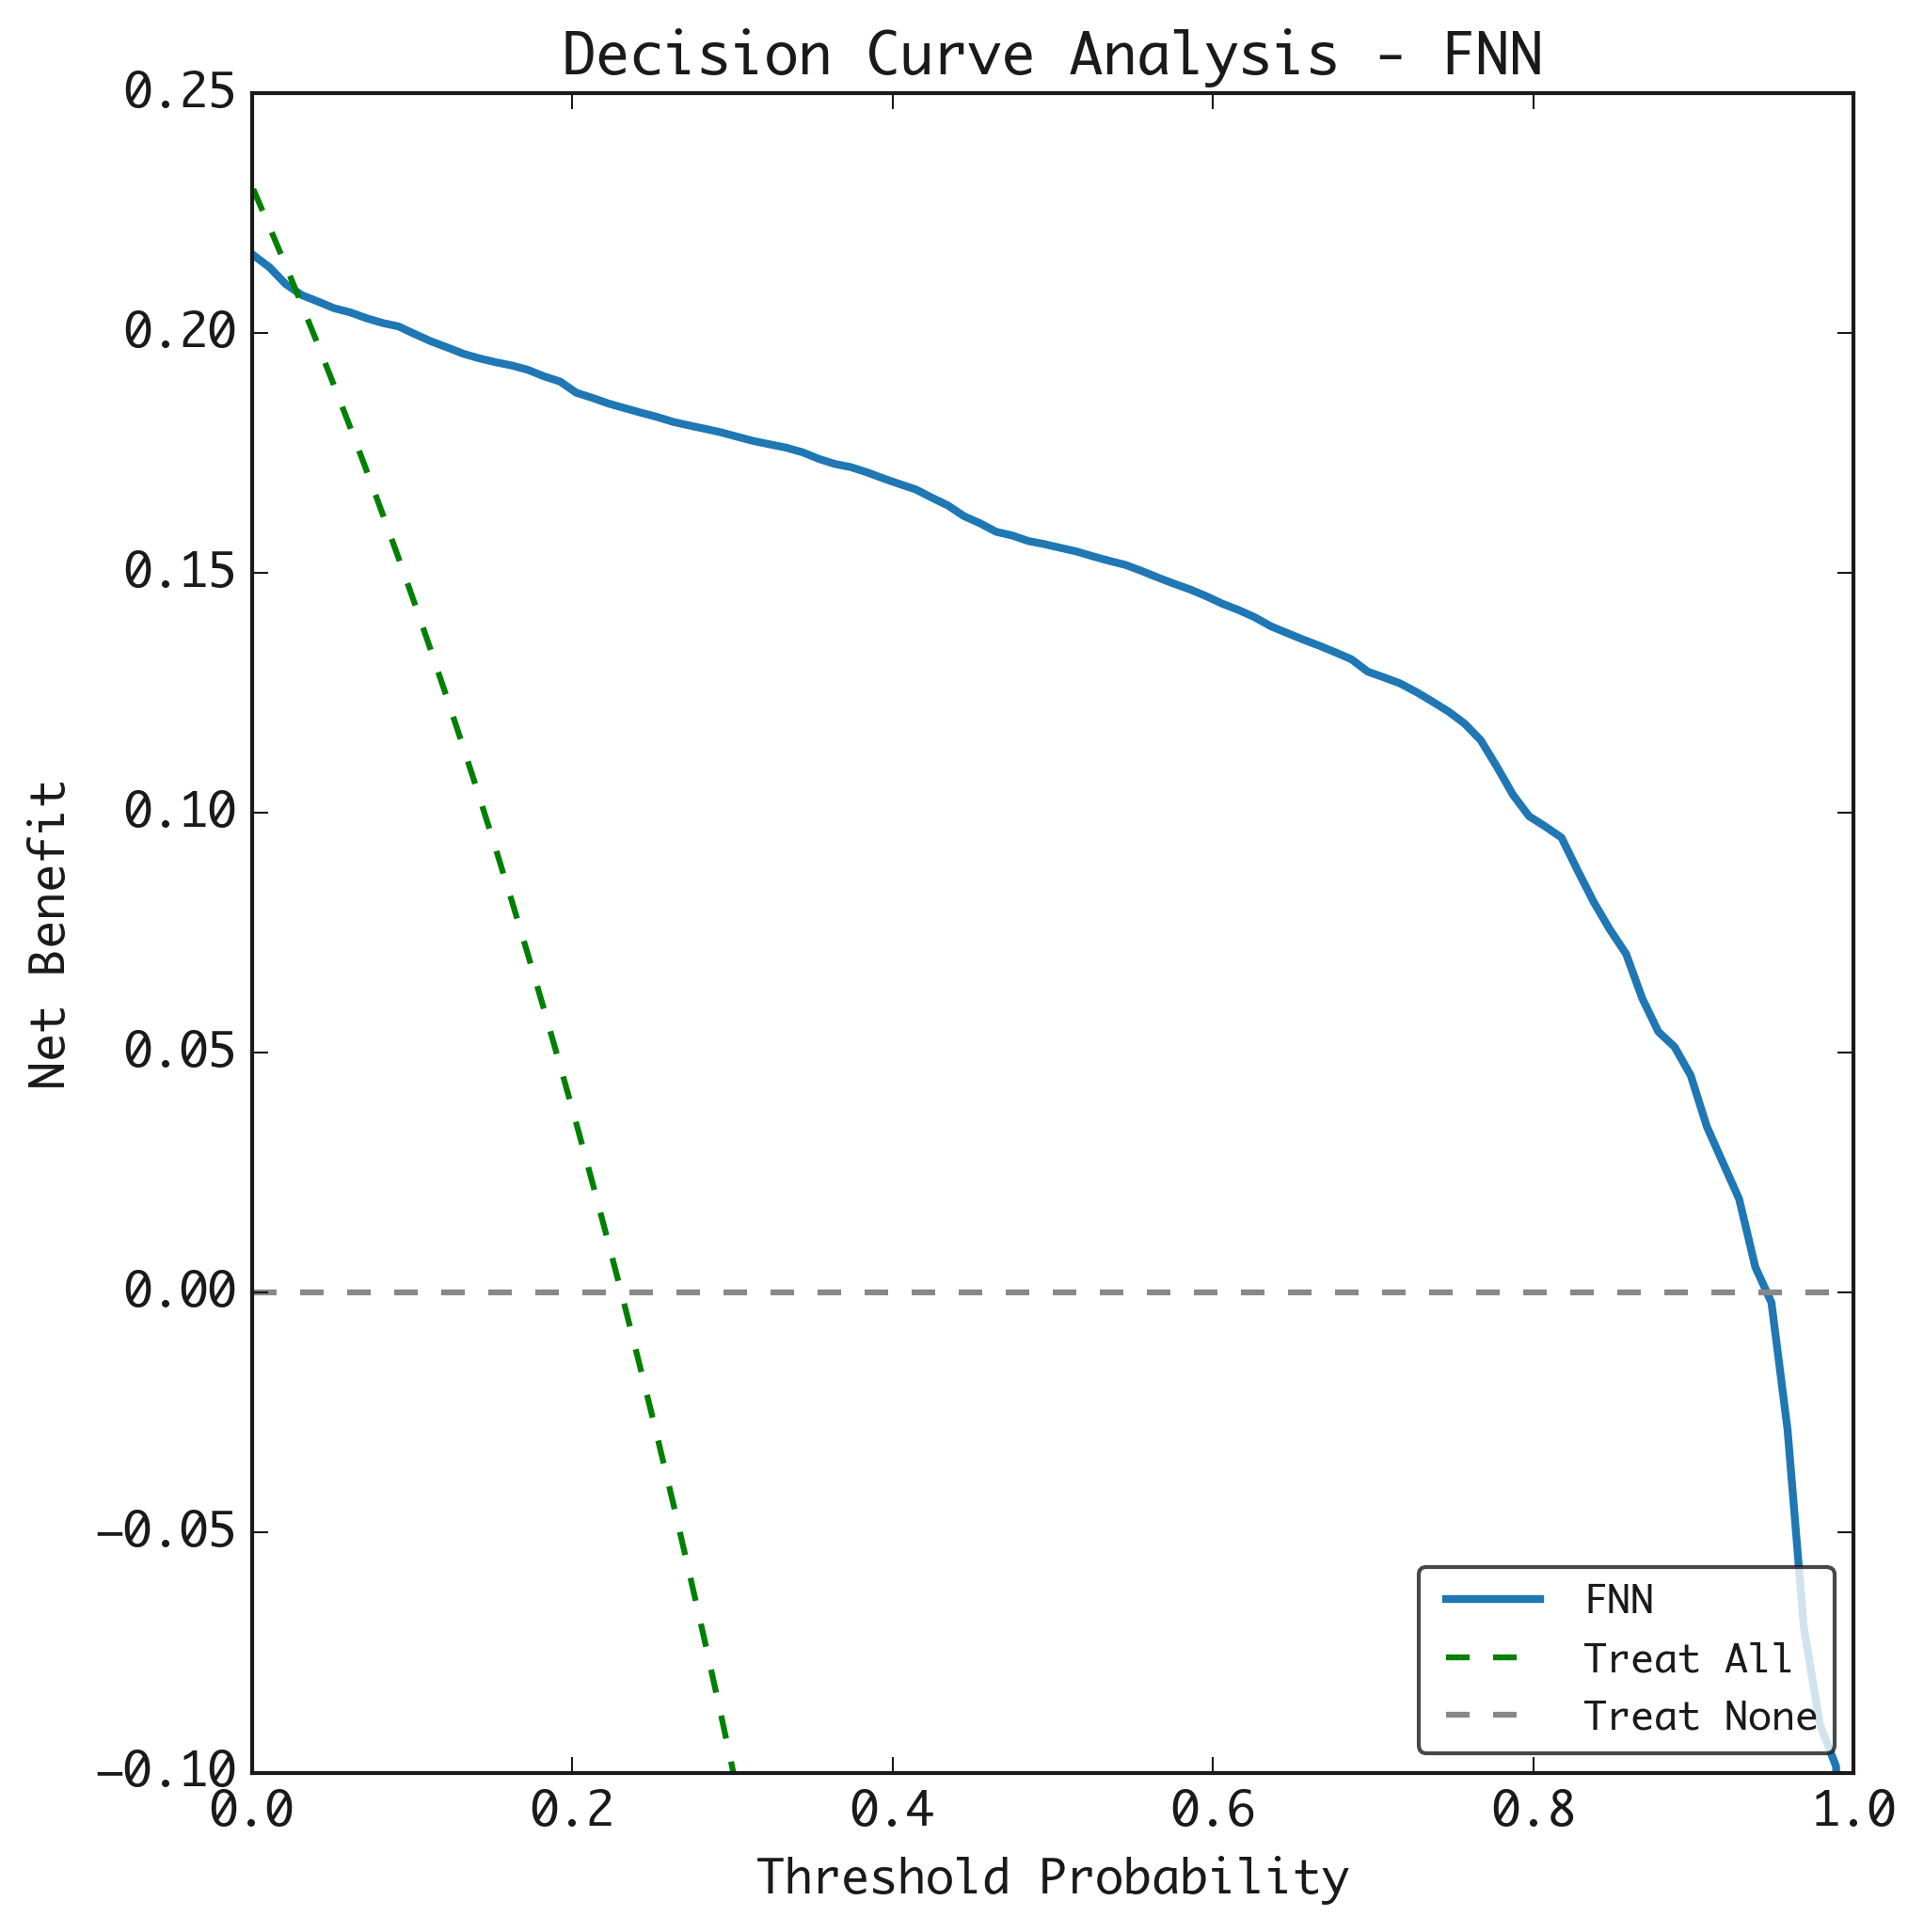 Decision Curve Analysis - FNN
0.25
0.20
0.15
0.10
0.05
0.00
−0.05
−0.10
Net Benefit
0.0 0.2 0.4 0.6 0.8 1.0
Threshold Probability
FNN
Treat All
Treat None